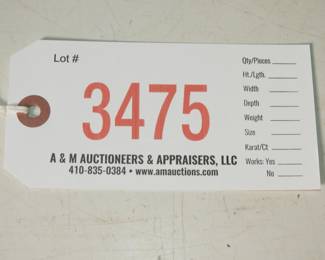 Lot #
3475
A & M AUCTIONEERS & APPRAISERS, LLC
410-835-0384 • www.amauctions.com
Qty/Pieces
Ht./Lgth.
Width
Depth
Weight
Size
Karat/Ct
Works: Yes
No